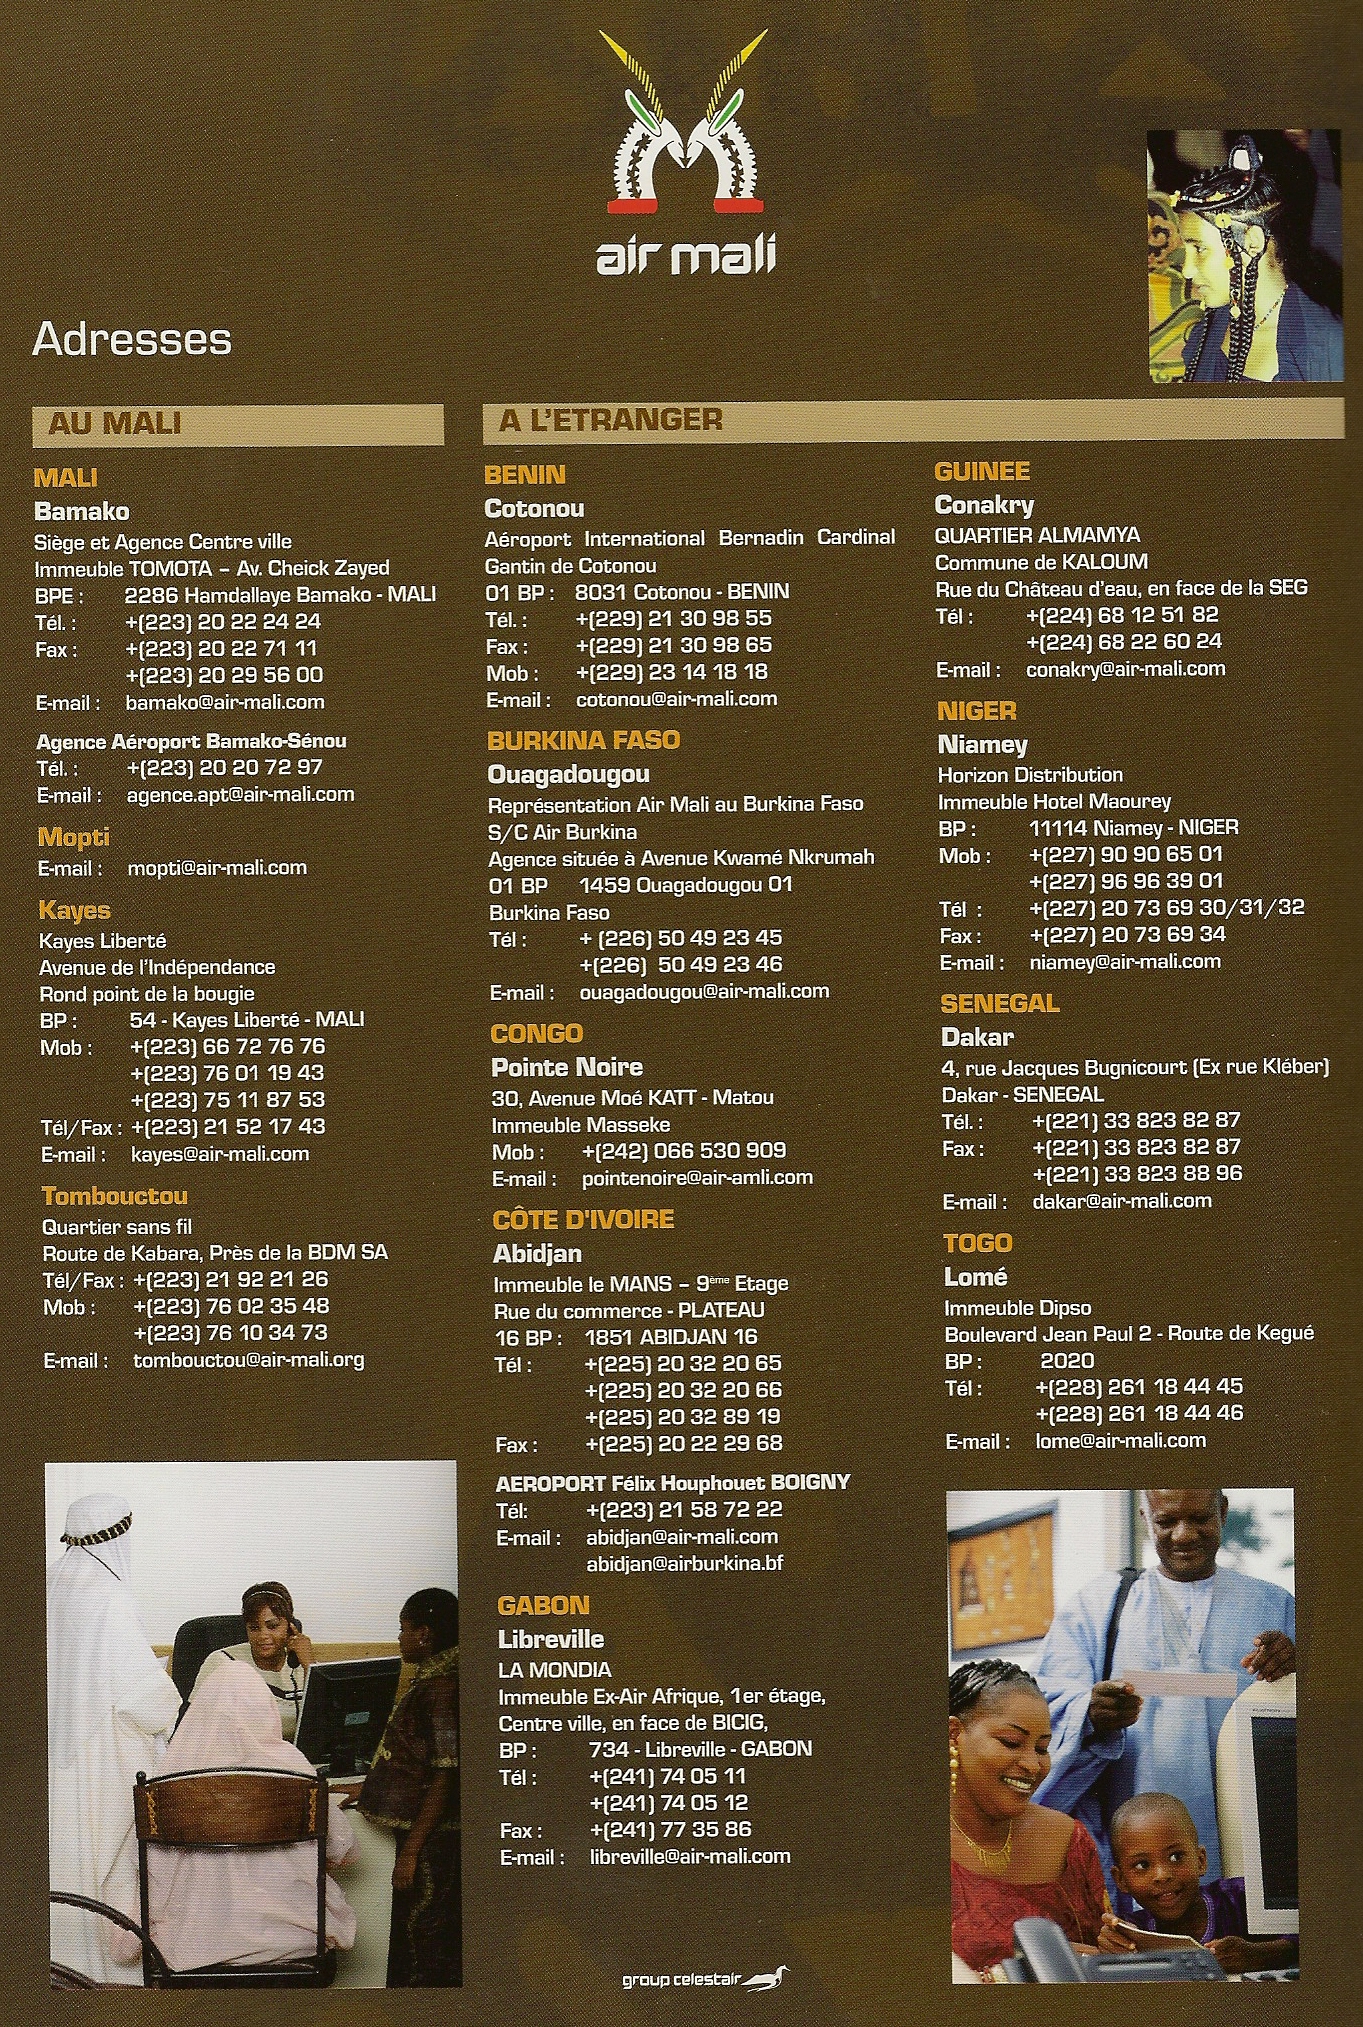 air mali
Adresses
AU MALI
MALI
Bamako
Siège et Agence Centre ville
Immeuble TOMOTA – Av. Cheick Zayed
BPE : 2286 Hamdallaye Bamako - MALI
Tél. : +(223) 20 22 24 24
Fax : +(223) 20 22 71 11
+(223) 20 29 56 00
E-mail : bamako@air-mali.com
Agence Aéroport Bamako-Sénou
Tél. : +(223) 20 20 72 97
E-mail : agence.apt@air-mali.com
Mopti
E-mail : mopti@air-mali.com
Kayes
Kayes Liberté
Avenue de l'Indépendance
Rond point de la bougie
BP : 54 - Kayes Liberté - MALI
Mob : +(223) 66 72 76 76
+(223) 76 01 19 43
+(223) 75 11 87 53
Tél/Fax : +(223) 21 52 17 43
E-mail : kayes@air-mali.com
Tombouctou
Quartier sans fil
Route de Kabara, Près de la BDM SA
Tél/Fax : +(223) 21 92 21 26
Mob : +(223) 76 02 35 48
+(223) 76 10 34 73
E-mail : tombouctou@air-mali.org
A L'ETRANGER
BENIN
Cotonou
Aéroport International Bernadin Cardinal
Gantin de Cotonou
01 BP : 8031 Cotonou - BENIN
Tél. : +(229) 21 30 98 55
Fax : +(229) 21 30 98 65
Mob : +(229) 23 14 18 18
E-mail : cotonou@air-mali.com
BURKINA FASO
Ouagadougou
Représentation Air Mali au Burkina Faso
S/C Air Burkina
Agence située à Avenue Kwamé Nkrumah
01 BP 1459 Ouagadougou 01
Burkina Faso
Tél : + (226) 50 49 23 45
+(226) 50 49 23 46
E-mail : ouagadougou@air-mali.com
CONGO
Pointe Noire
30, Avenue Moé KATT - Matou
Immeuble Masseke
Mob : +(242) 066 530 909
E-mail : pointenoire@air-amli.com
CÔTE D'IVOIRE
Abidjan
Immeuble le MANS – 9ème Etage
Rue du commerce - PLATEAU
16 BP : 1851 ABIDJAN 16
Tél : +(225) 20 32 20 65
+(225) 20 32 20 66
+(225) 20 32 89 19
Fax : +(225) 20 22 29 68
AEROPORT Félix Houphouet BOIGNY
Tél: +(223) 21 58 72 22
E-mail : abidjan@air-mali.com
abidjan@airburkina.bf
GABON
Libreville
LA MONDIA
Immeuble Ex-Air Afrique, 1er étage,
Centre ville, en face de BICIG,
BP : 734 - Libreville - GABON
Tél : +(241) 74 05 11
+(241) 74 05 12
Fax : +(241) 77 35 86
E-mail : libreville@air-mali.com
GUINEE
Conakry
QUARTIER ALMAMYA
Commune de KALOUM
Rue du Château d'eau, en face de la SEG
Tél : +(224) 68 12 51 82
+(224) 68 22 60 24
E-mail : conakry@air-mali.com
NIGER
Niamey
Horizon Distribution
Immeuble Hotel Maourey
BP : 11114 Niamey - NIGER
Mob : +(227) 90 90 65 01
+(227) 96 96 39 01
Tél : +(227) 20 73 69 30/31/32
Fax : +(227) 20 73 69 34
E-mail : niamey@air-mali.com
SENEGAL
Dakar
4, rue Jacques Bugnicourt (Ex rue Kléber)
Dakar - SENEGAL
Tél. : +(221) 33 823 82 87
Fax : +(221) 33 823 82 87
+(221) 33 823 88 96
E-mail : dakar@air-mali.com
TOGO
Lomé
Immeuble Dipso
Boulevard Jean Paul 2 - Route de Kegué
BP : 2020
Tél : +(228) 261 18 44 45
+(228) 261 18 44 46
E-mail : lome@air-mali.com
group celestair